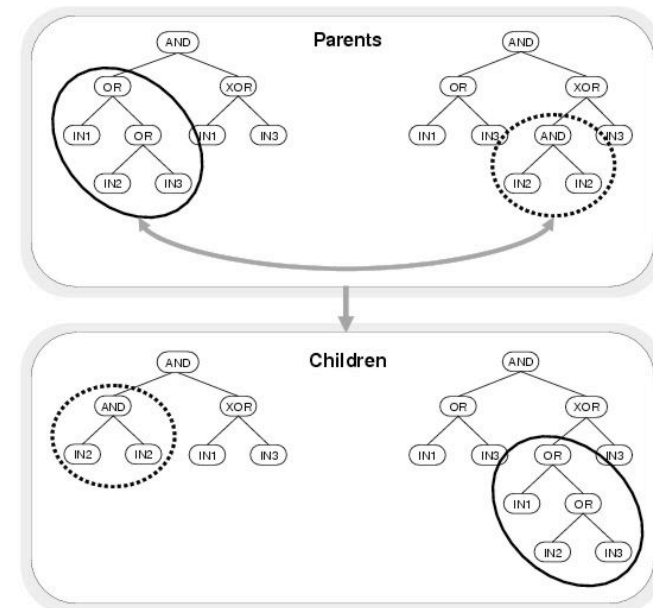 Parents
AND AND
OR XOR OR XOR
IN1 OR IN1 IN3 IN1 IN3 AND IN3
IN2 IN3 IN2 IN2
Children
AND AND
AND XOR OR XOR
IN2 IN2 IN1 IN3 IN1 IN3 OR IN3
IN1 OR
IN2 IN3